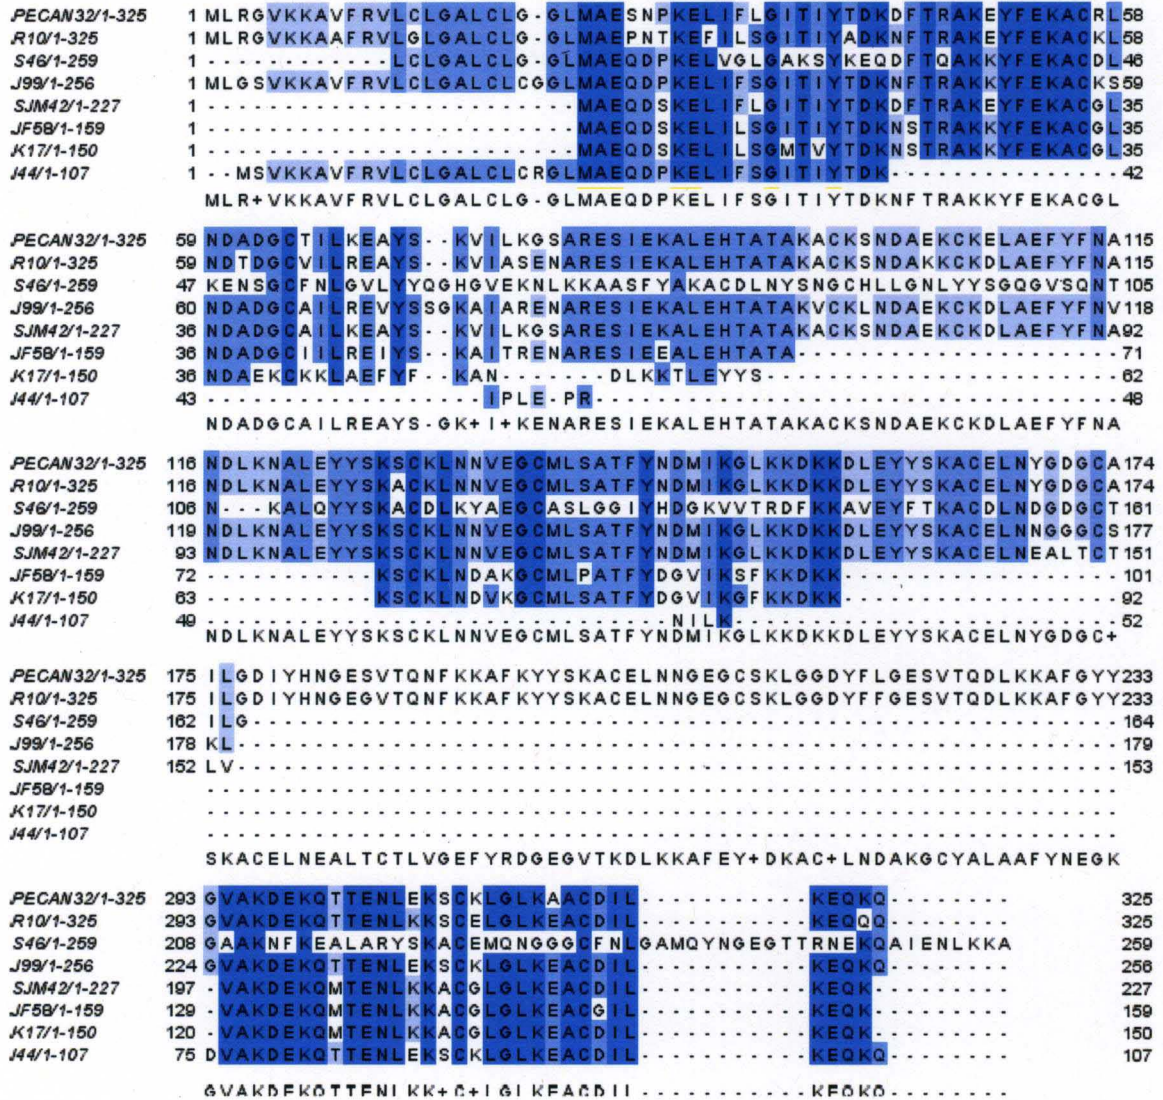 PECAN32/1-325 1 MLRGVKKAVFRVLCLGALCLG-GLMAESNPKELIFLGITIYTDKDFTRAKEYFEKACRL 58
R10/1-325 1 MLRGVKKAAFRVLGLGALCLG-GLMAEPNTKEFILSGITIYADKNFTRAKEYFEKACKL 58
S46/1-259 1 ------------LCLGALCLG-GLMAEQDPKELVGLGAKSYKEQDFTQAKKYFEKACDL 46
J99/1-256 1 MLGSVKKAVFRVLCLGALCLCGGLMAEQDPKELIFSGITIYTDKNFTRAKKYFEKACKS 59
SJM42/1-227 1 ------------------------MAEQDSKELIFLGITIYTDKDFTRAKEYFEKACGL 35
JF58/1-159 1 ------------------------MAEQDSKELILSGITIYTDKNSTRAKKYFEKACGL 35
K17/1-150 1 ------------------------MAEQDSKELILSGMTVYTDKNSTRAKKYFEKACGL 35
J44/1-107 1 --MSVKKAVFRVLCLGALCLCRGLMAEQDPKELIFSGITIYTDK--------------- 42
MLR+VKKAVFRVLCLGALCLG-GLMAEQDPKELIFSGITIYTDKNFTRAKKYFEKACGL
PECAN32/1-325 59 NDADGCTILKEAYS--KVILKGSARESIEKALEHTATAKACKSNDAEKCKELAEFYFNA 115
R10/1-325 59 NDTDGCVILREAYS--KVIASENARESIEKALEHTATAKACKSNDAKKCKDLAEFYFNA 115
S46/1-259 47 KENSGCFNLGVLYYQGHGVEKNLKKAASFYAKACDLNYSNGCHLLGNLYYSGQGVSQNT 105
J99/1-256 60 NDADGCAILREVYSSGKAIARENARESIEKALEHTATAKVCKLNDAEKCKDLAEFYFNV 118
SJM42/1-227 36 NDADGCAILKEAYS--KVILKGSARESIEKALEHTATAKACKSNDAEKCKDLAEFYFNA 92
JF58/1-159 36 NDADGCIILREIYS--KAITRENARESIEEALEHTATA--------------------- 71
K17/1-150 36 NDAEKCKKLAEFYF--KAN       DLKKTLEYYS----------------------- 62
J44/1-107 43 ------------------IPLE-PR---------------------------------- 48
NDADGCAILREAYS-GK+I+KENARESIEKALEHTATAKACKSNDAEKCKDLAEFYFNA
PECAN32/1-325 116 NDLKNALEYYSKSCKLNNVEGCMLSATFYNDMIKGLKKDKKDLEYYSKACELNYGDGCA 174
R10/1-325 116 NDLKNALEYYSKACKLNNVEGCMLSATFYNDMIKGLKKDKKDLEYYSKACELNYGDGCA 174
S46/1-259 106 N---KALQYYSKACDLKYAEGCASLGGIYHDGKVVTRDFKKAVEYFTKACDLNDGDGCT 161
J99/1-256 119 NDLKNALEYYSKSCKLNNVEGCMLSATFYNDMIKGLKKDKKDLEYYSKACELNNGGGCS 177
SJM42/1-227 93 NDLKNALEYYSKSCKLNNVEGCMLSATFYNDMIKGLKKDKKDLEYYSKACELNEALTCT 151
JF58/1-159 72 -----------KSCKLNDAKGCMLPATFYDGVIKSFKKDKK------------------ 101
K17/1-150 63 -----------KSCKLNDVKGCMLSATFYDGVIKGFKKDKK------------------ 92
J44/1-107 49 ------------------------------NILK------------------------- 52
NDLKNALEYYSKSCKLNNVEGCMLSATFYNDMIKGLKKDKKDLEYYSKACELNYGDGC+
PECAN32/1-325 175 ILGDIYHNGESVTQNFKKAFKYYSKACELNNGEGCSKLGGDYFLGESVTQDLKKAFGYY 233
R10/1-325 175 ILGDIYHNGEGVTQNFKKAFKYYSKACELNNGEGCSKLGGDYFFGESVTQDLKKAFGYY 233
S46/1-259 162 ILG-------------------------------------------------------- 164
J99/1-256 178 KL--------------------------------------------------------- 179
SJM42/1-227 152 LV--------------------------------------------------------- 153
JF58/1-159 -----------------------------------------------------------
K17/1-150 -----------------------------------------------------------
J44/1-107 -----------------------------------------------------------
SKACELNEALTCTLVGEFYRDGEGVTKDLKKAFEY+DKAC+LNDAKGCYALAAFYNEGK
PECAN32/1-325 293 GVAKDEKQTTENLEKSCKLGLKAACDIL-----------KEQKQ-------- 325
R10/1-325 293 GVAKDEKQTTENLKKSCELGLKEACDIL-----------KEQQQ-------- 325
S46/1-259 208 GAAKNFKEALARYSKACEMQNGGGCFNLGAMQYNGEGTTRNEKQAIENLKKA 259
J99/1-256 224 GVAKDEKQTTENLEKSCKLGLKEACDIL-----------KEQKQ-------- 256
SJM42/1-227 197 -VAKDEKQMTENLKKACGLGLKEACDIL-----------KEQK--------- 227
JF58/1-159 129 -VAKDEKQMTENLKKACGLGLKEACGIL-----------KEQK--------- 159
K17/1-150 120 -VAKDEKQMTENLKKACGLGLKEACDIL-----------KEQK--------- 150
J44/1-107 75 DVAKDEKQTTENLEKSCKLGLKEACDIL-----------KEQKQ-------- 107
GVAKDEKQTTENLKK+C+LGLKEACDIL-----------KEQKQ--------